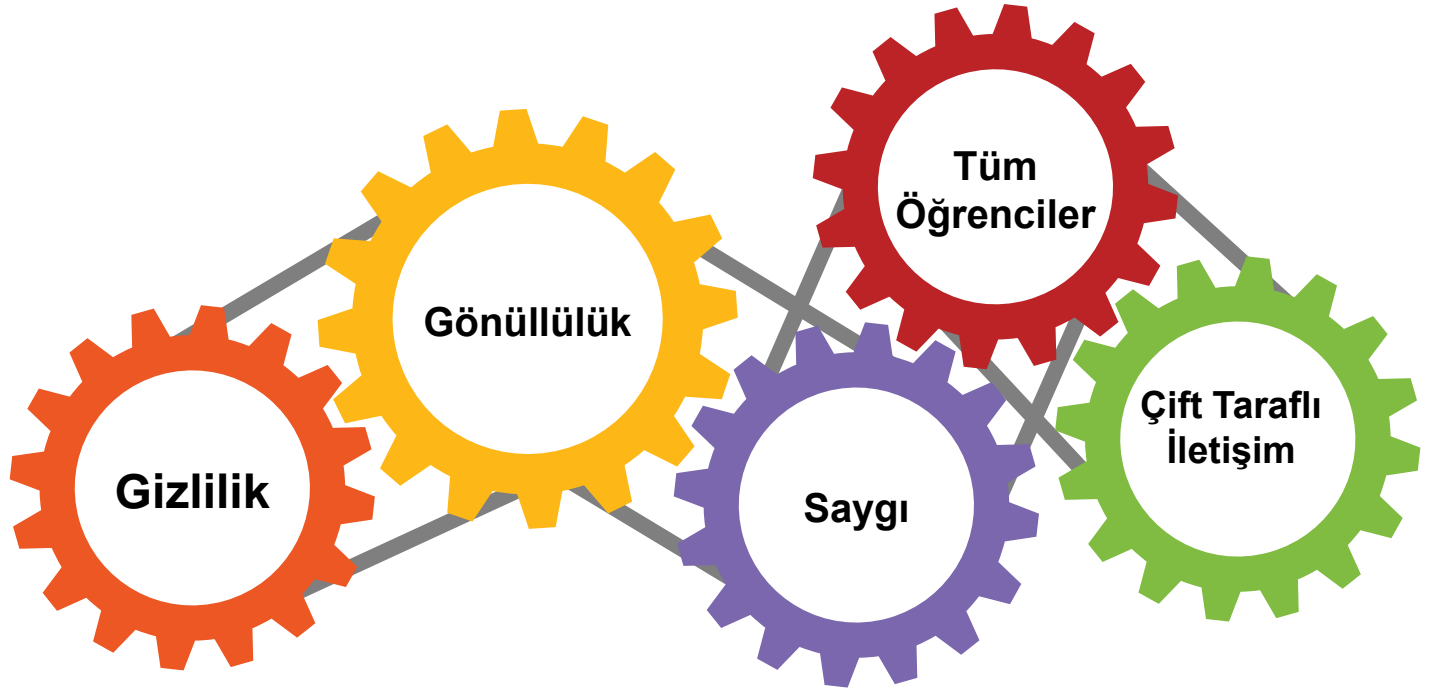 Gizlilik
Gönüllülük
Saygı
Tüm
Öğrenciler
Çift Taraflı
İletişim